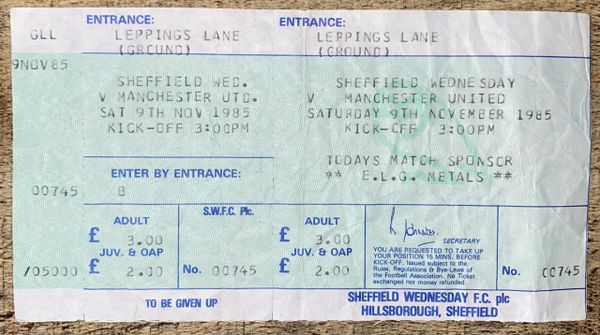 ENTRANCE:
GLL LEPPINGS LANE
(GROUND)
9NOV85
SHEFFIELD WED.
V MANCHESTER UTD.
SAT 9TH NOV 1985
KICK-OFF 3:00PM
ENTER BY ENTRANCE:
00745 B
ADULT
£ 3.00
JUV. & OAP
/05000 £ 2.00
S.W.F.C. Plc.
No. 00745
TO BE GIVEN UP
ENTRANCE:
LEPPINGS LANE
(GROUND)
SHEFFIELD WEDNESDAY
V MANCHESTER UNITED
SATURDAY 9TH NOVEMBER 1985
KICK-OFF 3:00PM
TODAYS MATCH SPONSOR
** E.L.G. METALS **
ADULT
£ 3.00
JUV. & OAP
£ 2.00
SECRETARY
YOU ARE REQUESTED TO TAKE UP
YOUR POSITION 15 MINS. BEFORE
KICK-OFF. Issued subject to the
Rules, Regulations & Bye-Laws of
the Football Association. No Ticket
exchanged nor money refunded.
No. 00745
SHEFFIELD WEDNESDAY F.C. plc
HILLSBOROUGH, SHEFFIELD